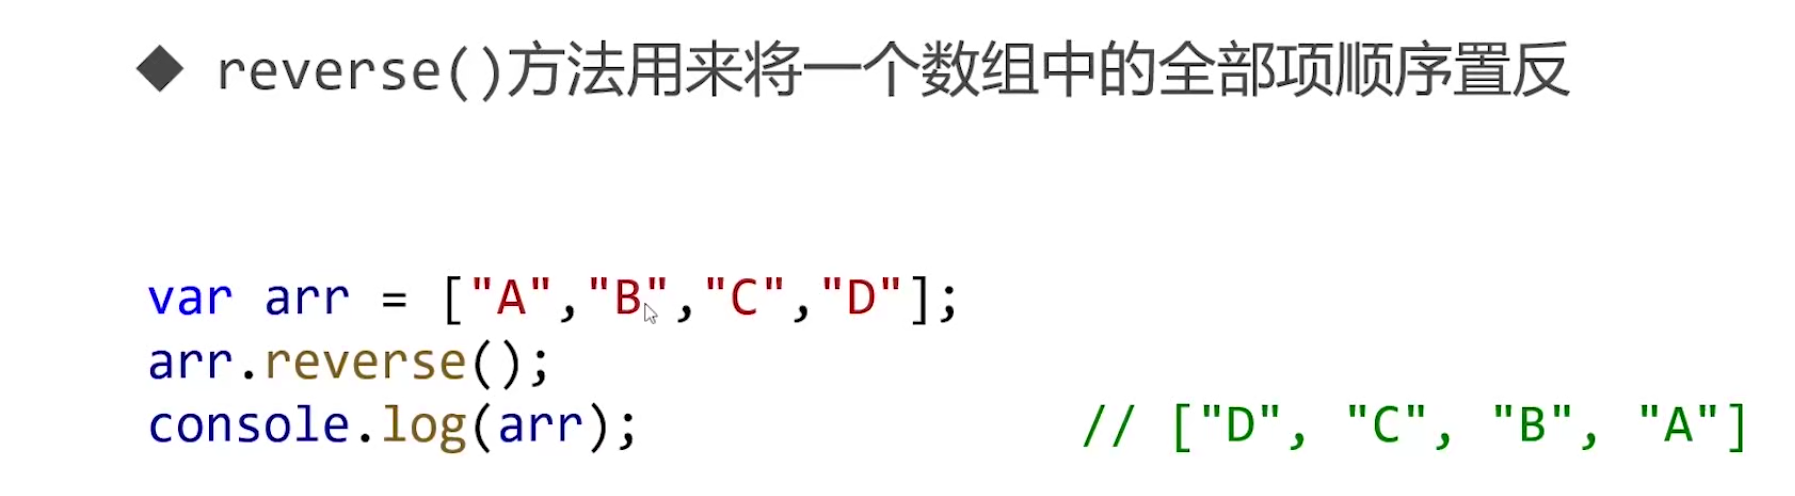 ◆ reverse()方法用来将一个数组中的全部项顺序置反
var arr = ["A","B","C","D"];
arr.reverse();
console.log(arr); // ["D", "C", "B", "A"]